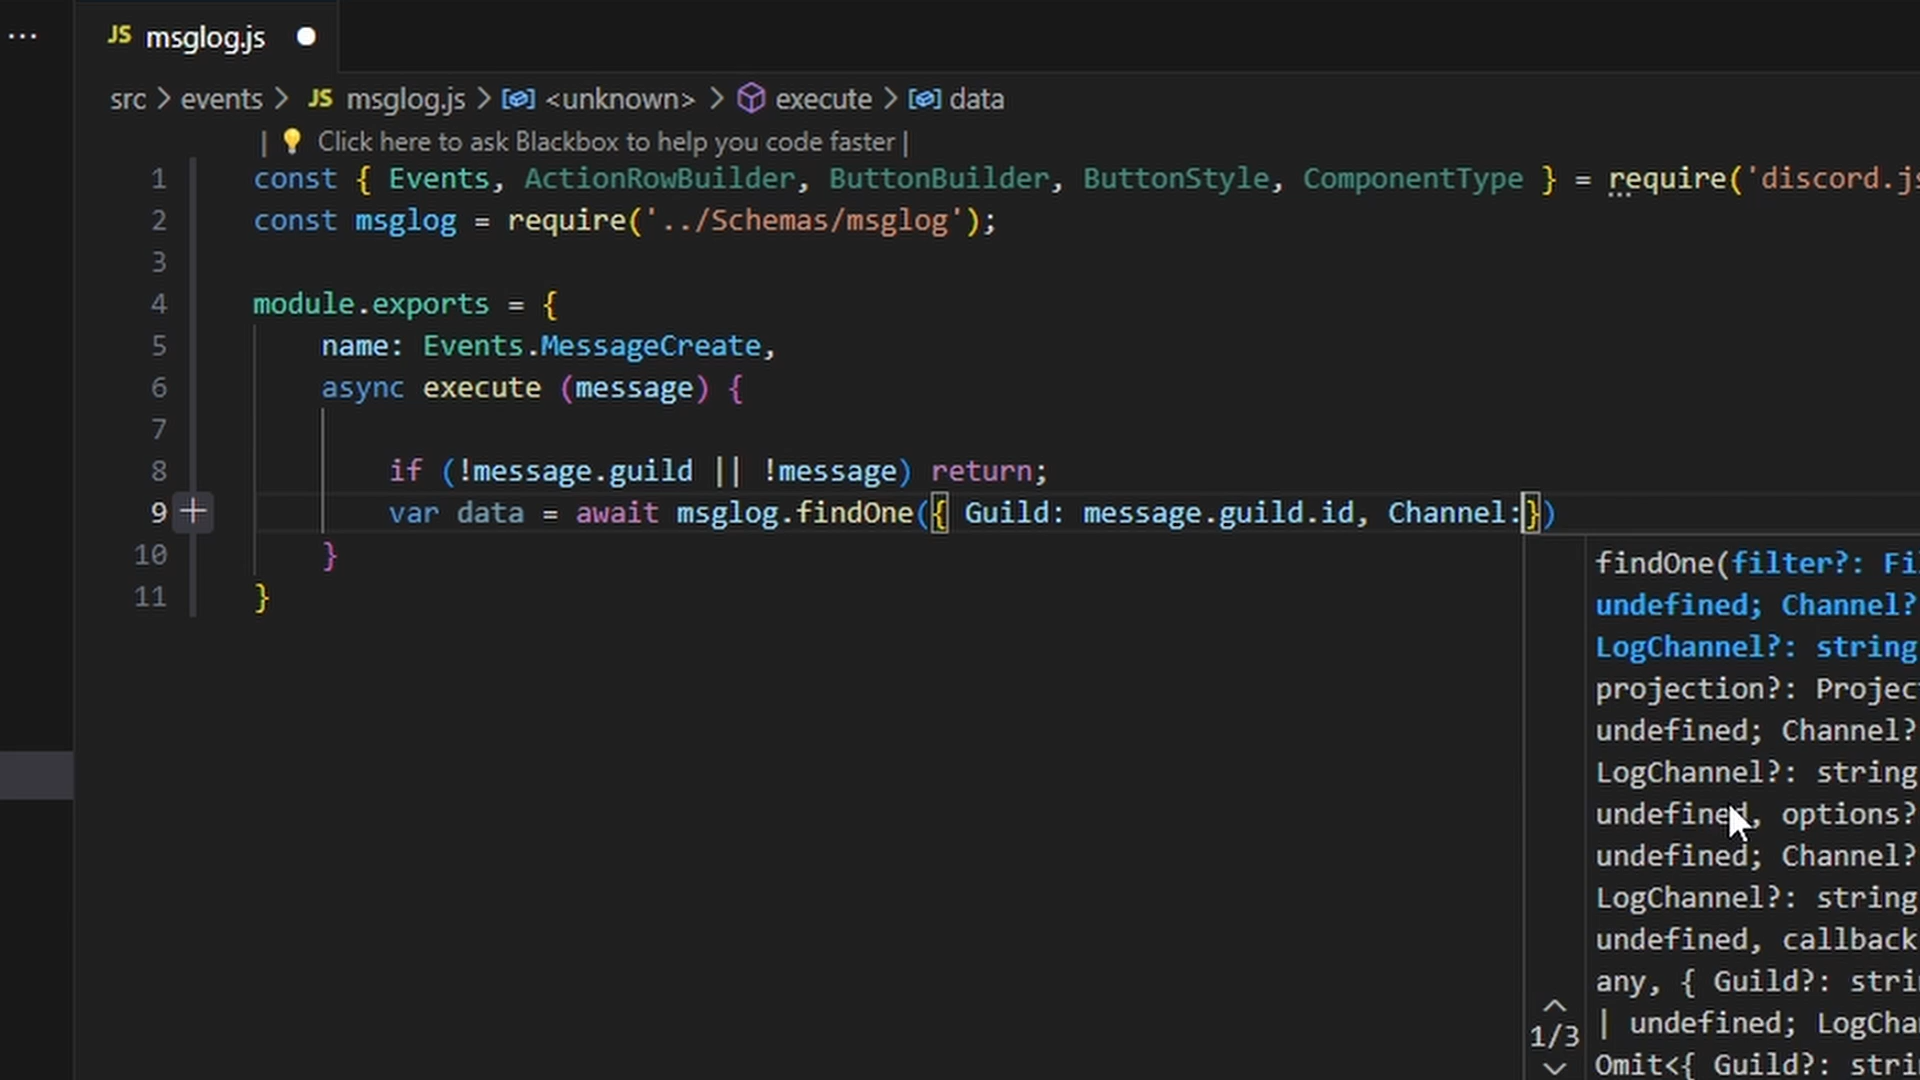 ... JS msglog.js
src > events > JS msglog.js > <unknown> > execute > data
| 💡 Click here to ask Blackbox to help you code faster |
1 const { Events, ActionRowBuilder, ButtonBuilder, ButtonStyle, ComponentType } = require('discord.js
2 const msglog = require('../Schemas/msglog');
3
4 module.exports = {
5 name: Events.MessageCreate,
6 async execute (message) {
7
8 if (!message.guild || !message) return;
9 var data = await msglog.findOne({ Guild: message.guild.id, Channel:})
10 }
11 }
findOne(filter?: Fi
undefined; Channel?
LogChannel?: string
projection?: Projec
undefined; Channel?
LogChannel?: string
undefined, options?
undefined; Channel?
LogChannel?: string
undefined, callback
any, { Guild?: stri
| undefined; LogCha
1/3
Omit<{ Guild?: stri